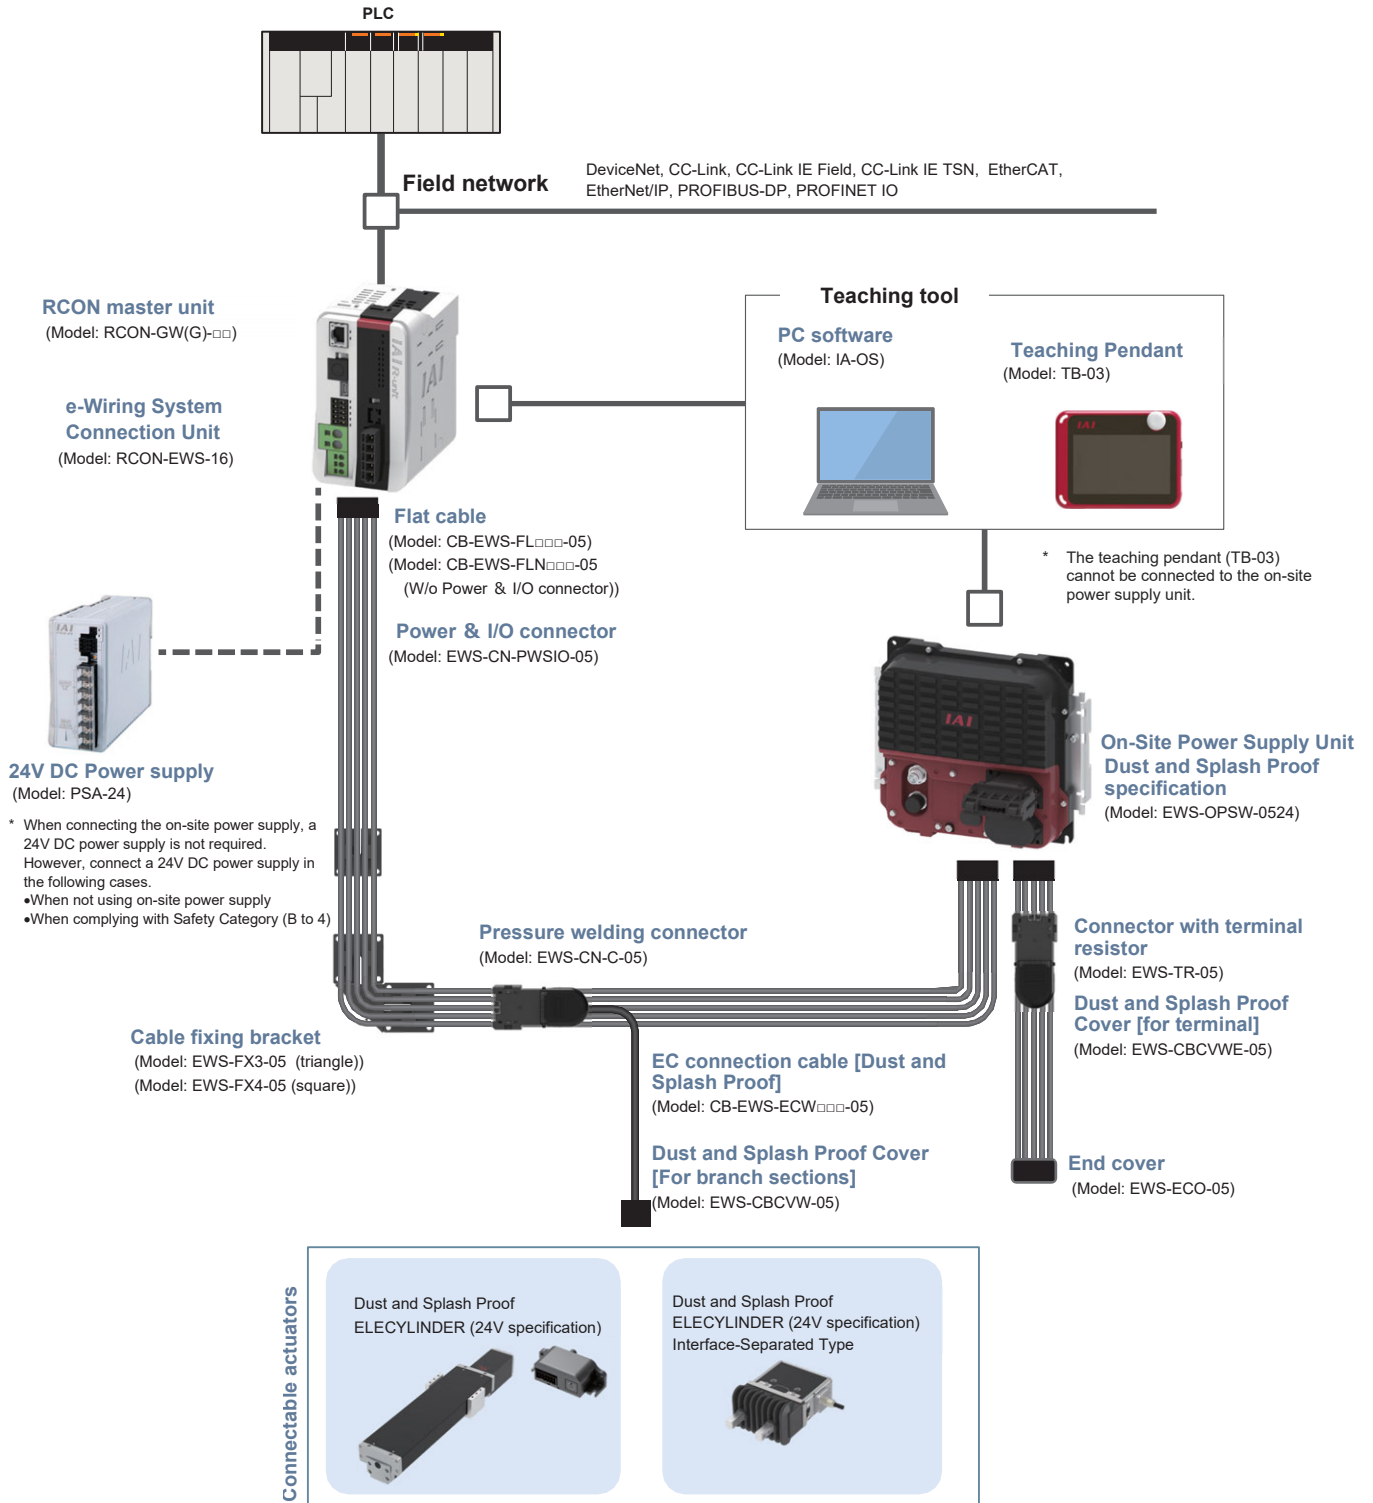 PLC
Field network
DeviceNet, CC-Link, CC-Link IE Field, CC-Link IE TSN, EtherCAT,
EtherNet/IP, PROFIBUS-DP, PROFINET IO
RCON master unit
(Model: RCON-GW(G)-□□)
e-Wiring System
Connection Unit
(Model: RCON-EWS-16)
IAI R-unit
IAI
Teaching tool
PC software
(Model: IA-OS)
Teaching Pendant
(Model: TB-03)
IAI
Flat cable
(Model: CB-EWS-FL□□□-05)
(Model: CB-EWS-FLN□□□-05
(W/o Power & I/O connector))
Power & I/O connector
(Model: EWS-CN-PWSIO-05)
* The teaching pendant (TB-03)
cannot be connected to the on-site
power supply unit.
IAI
IAI
24V DC Power supply
(Model: PSA-24)
* When connecting the on-site power supply, a
24V DC power supply is not required.
However, connect a 24V DC power supply in
the following cases.
•When not using on-site power supply
•When complying with Safety Category (B to 4)
IAI
On-Site Power Supply Unit
Dust and Splash Proof
specification
(Model: EWS-OPSW-0524)
Pressure welding connector
(Model: EWS-CN-C-05)
Connector with terminal
resistor
(Model: EWS-TR-05)
Dust and Splash Proof
Cover [for terminal]
(Model: EWS-CBCVWE-05)
Cable fixing bracket
(Model: EWS-FX3-05 (triangle))
(Model: EWS-FX4-05 (square))
EC connection cable [Dust and
Splash Proof]
(Model: CB-EWS-ECW□□□-05)
Dust and Splash Proof Cover
[For branch sections]
(Model: EWS-CBCVW-05)
End cover
(Model: EWS-ECO-05)
Connectable actuators
Dust and Splash Proof
ELECYLINDER (24V specification)
Dust and Splash Proof
ELECYLINDER (24V specification)
Interface-Separated Type